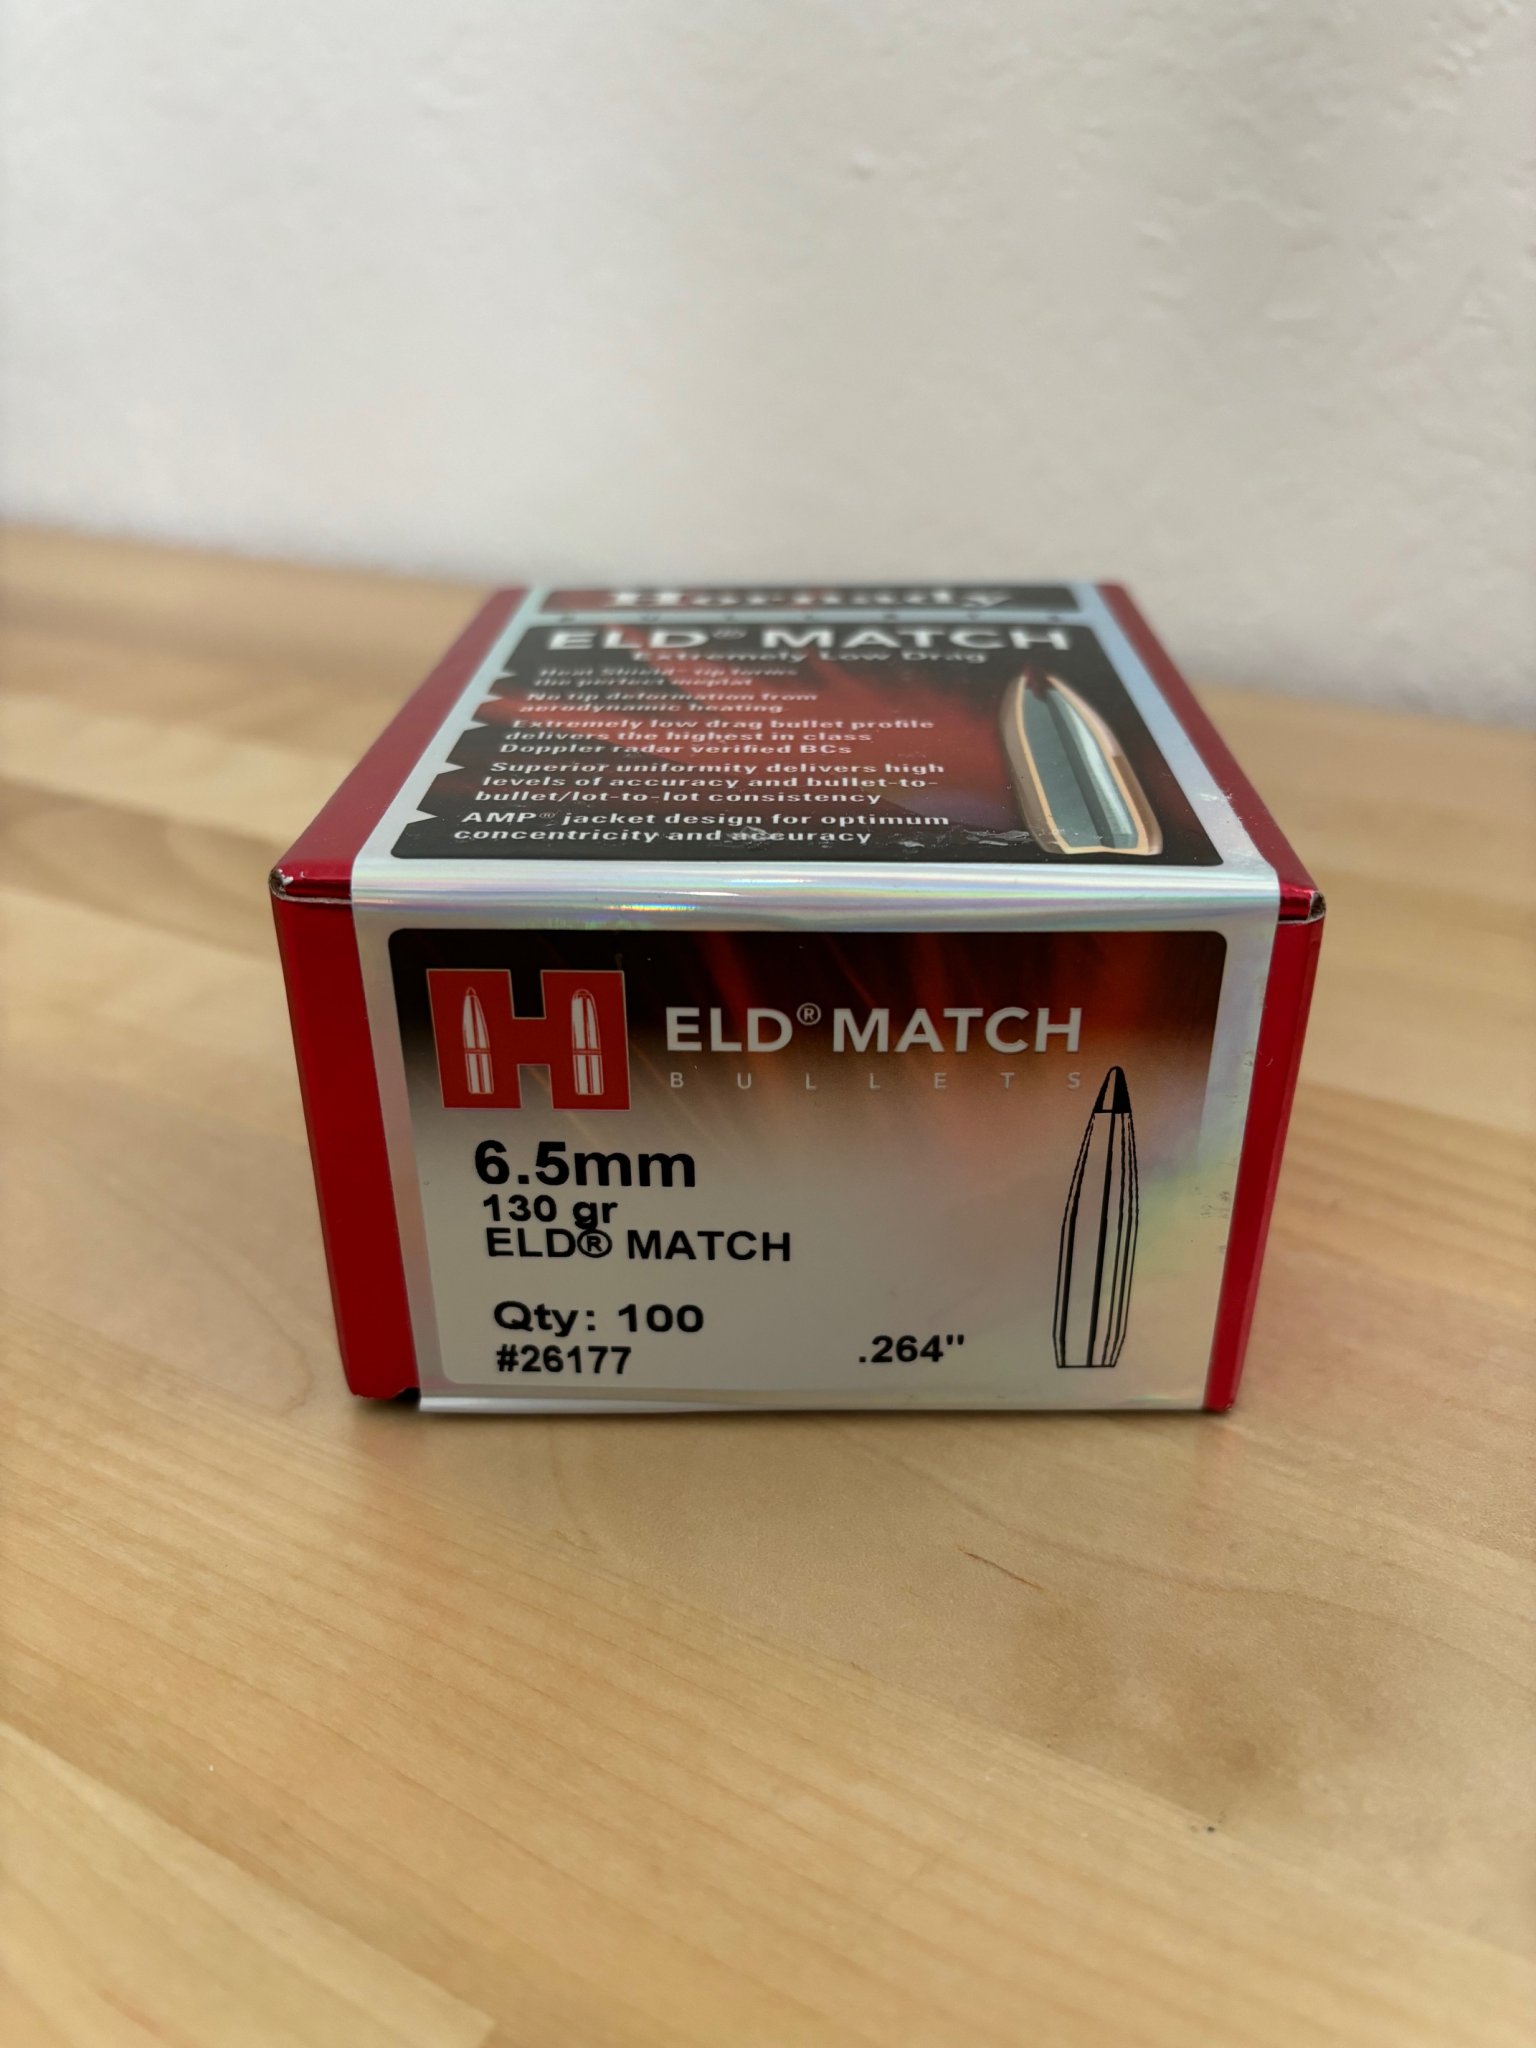 Hornady
BULLETS
ELD® MATCH
Extremely Low Drag
Heat Shield® tip forms
the perfect meplat
No tip deformation from
aerodynamic heating
Extremely low drag bullet profile
delivers the highest in class
Doppler radar verified BCs
Superior uniformity delivers high
levels of accuracy and bullet-to-
bullet/lot-to-lot consistency
AMP® jacket design for optimum
concentricity and accuracy
H
ELD® MATCH
BULLETS
6.5mm
130 gr
ELD® MATCH
Qty: 100
#26177
.264"